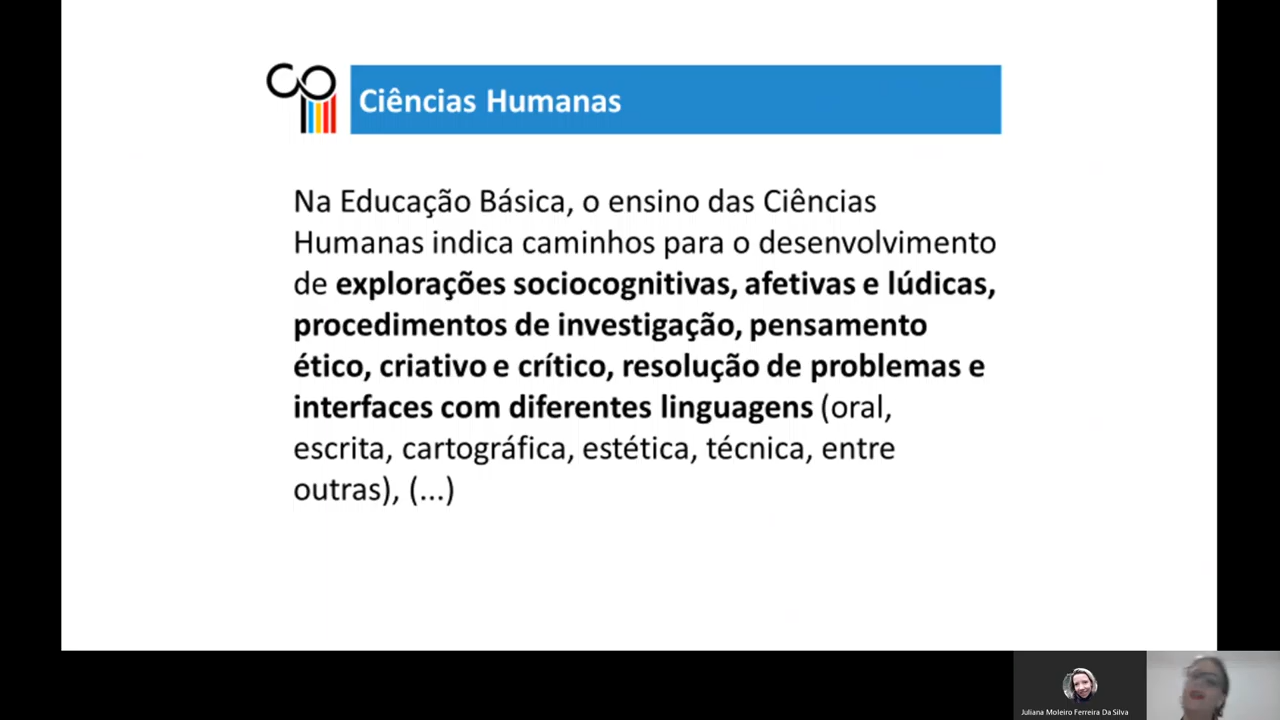 Ciências Humanas
Na Educação Básica, o ensino das Ciências
Humanas indica caminhos para o desenvolvimento
de explorações sociocognitivas, afetivas e lúdicas,
procedimentos de investigação, pensamento
ético, criativo e crítico, resolução de problemas e
interfaces com diferentes linguagens (oral,
escrita, cartográfica, estética, técnica, entre
outras), (...)
Juliana Moleiro Ferreira Da Silva